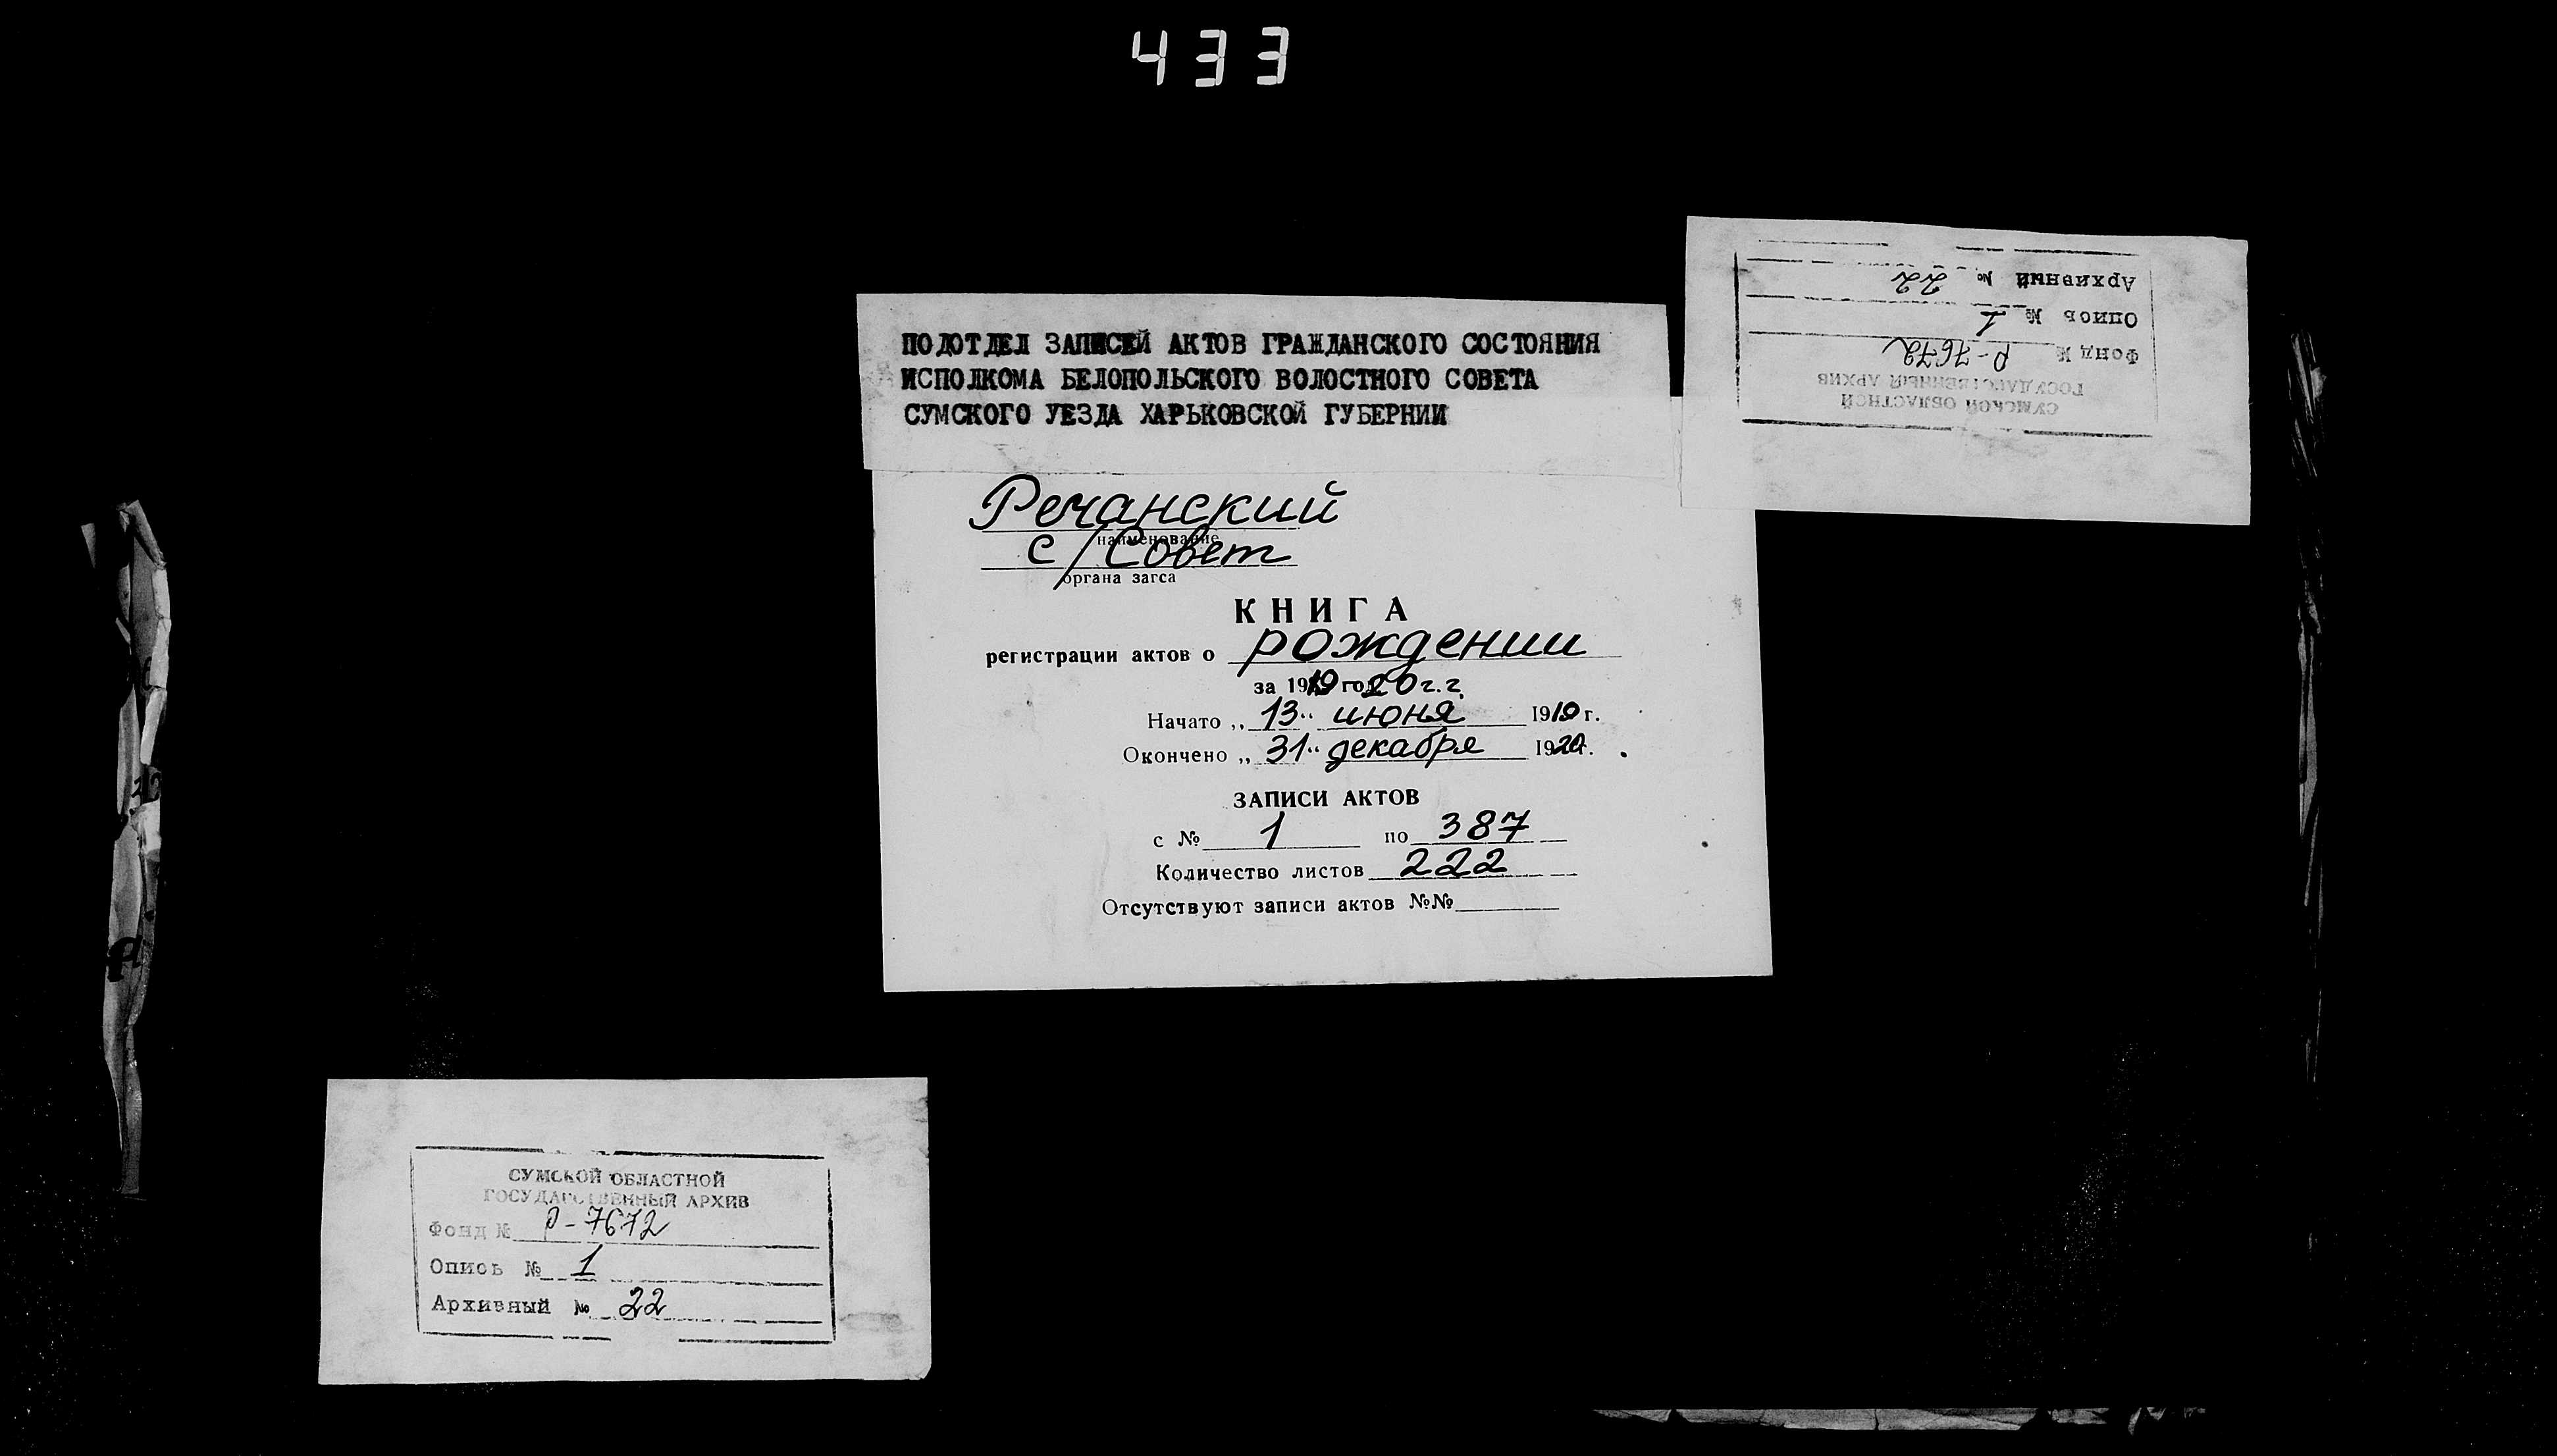 433
ПОДОТДЕЛ ЗАПИСЕЙ АКТОВ ГРАЖДАНСКОГО СОСТОЯНИЯ
ИСПОЛКОМА БЕЛОПОЛЬСКОГО ВОЛОСТНОГО СОВЕТА
СУМСКОГО УЕЗДА ХАРЬКОВСКОЙ ГУБЕРНИИ
Речанский
наименование
с/Совет
органа загса
КНИГА
регистрации актов о рождении
за 1919 год 20 г.г.
Начато „13“ июня 1919 г.
Окончено „31“ декабря 1920 г.
ЗАПИСИ АКТОВ
с № 1 по 387
Количество листов 222
Отсутствуют записи актов №№
СУМСКОЙ ОБЛАСТНОЙ
ГОСУДАРСТВЕННЫЙ АРХИВ
Фонд № Р-7672
Опись № 1
Архивный № 22
СУМСКОЙ ОБЛАСТНОЙ
ГОСУДАРСТВЕННЫЙ АРХИВ
Фонд № Р-7672
Опись № 1
Архивный № 22